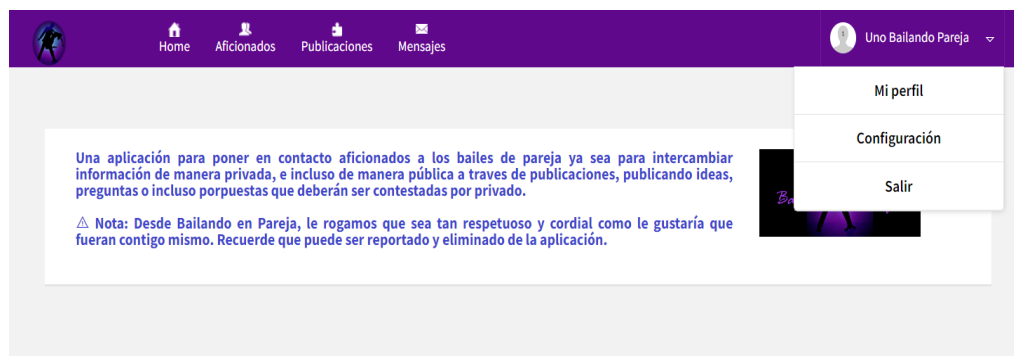 Home
Aficionados
Publicaciones
Mensajes
Uno Bailando Pareja
Mi perfil
Configuración
Salir
Una aplicación para poner en contacto aficionados a los bailes de pareja ya sea para intercambiar
información de manera privada, e incluso de manera pública a traves de publicaciones, publicando ideas,
preguntas o incluso porpuestas que deberán ser contestadas por privado.
⚠ Nota: Desde Bailando en Pareja, le rogamos que sea tan respetuoso y cordial como le gustaría que
fueran contigo mismo. Recuerde que puede ser reportado y eliminado de la aplicación.